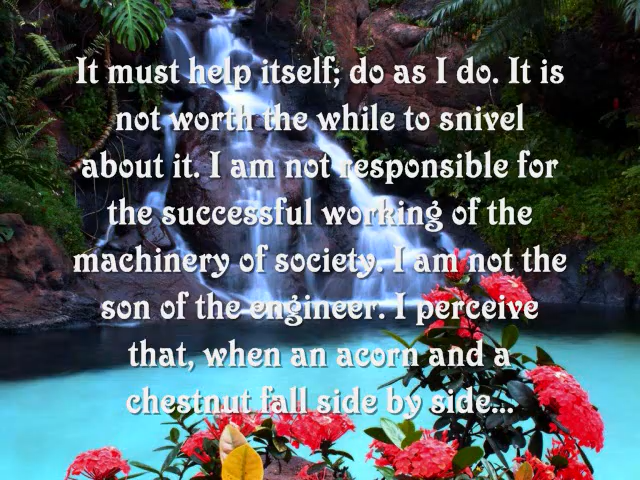 It must help itself; do as I do. It is
not worth the while to snivel
about it. I am not responsible for
the successful working of the
machinery of society. I am not the
son of the engineer. I perceive
that, when an acorn and a
chestnut fall side by side...